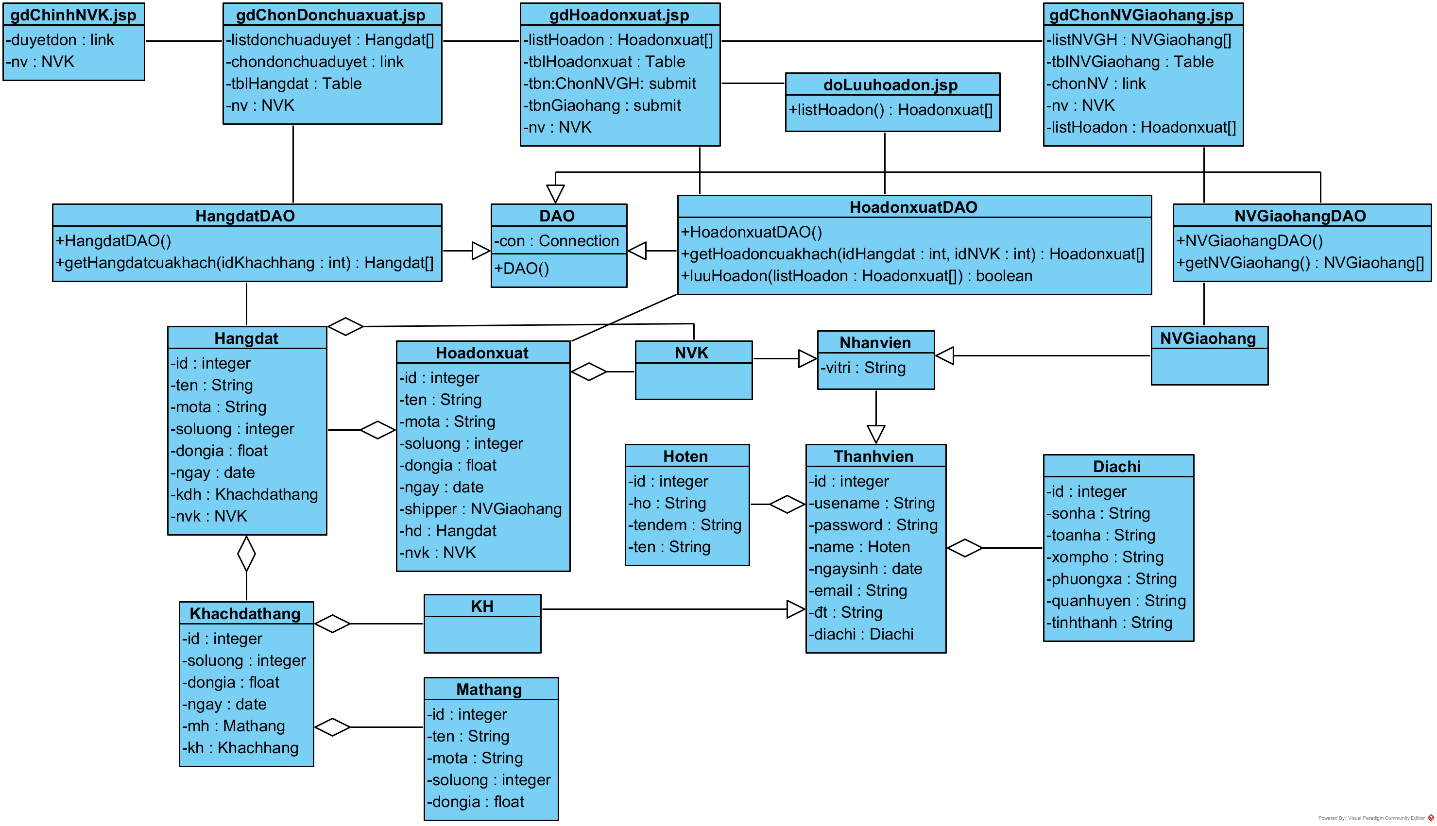 gdChinhNVK.jsp
-duyetdon : link
-nv : NVK
gdChonDonchuaxuat.jsp
-listdonchuaduyet : Hangdat[]
-chondonchuaduyet : link
-tblHangdat : Table
-nv : NVK
gdHoadonxuat.jsp
-listHoadon : Hoadonxuat[]
-tblHoadonxuat : Table
-tbn:ChonNVGH: submit
-tbnGiaohang : submit
-nv : NVK
doLuuhoadon.jsp
+listHoadon() : Hoadonxuat[]
gdChonNVGiaohang.jsp
-listNVGH : NVGiaohang[]
-tblNVGiaohang : Table
-chonNV : link
-nv : NVK
-listHoadon : Hoadonxuat[]
HangdatDAO
+HangdatDAO()
+getHangdatcuakhach(idKhachhang : int) : Hangdat[]
DAO
-con : Connection
+DAO()
HoadonxuatDAO
+HoadonxuatDAO()
+getHoadoncuakhach(idHangdat : int, idNVK : int) : Hoadonxuat[]
+luuHoadon(listHoadon : Hoadonxuat[]) : boolean
NVGiaohangDAO
+NVGiaohangDAO()
+getNVGiaohang() : NVGiaohang[]
Hangdat
-id : integer
-ten : String
-mota : String
-soluong : integer
-dongia : float
-ngay : date
-kdh : Khachdathang
-nvk : NVK
Hoadonxuat
-id : integer
-ten : String
-mota : String
-soluong : integer
-dongia : float
-ngay : date
-shipper : NVGiaohang
-hd : Hangdat
-nvk : NVK
NVK
Nhanvien
-vitri : String
NVGiaohang
Hoten
-id : integer
-ho : String
-tendem : String
-ten : String
Thanhvien
-id : integer
-usename : String
-password : String
-name : Hoten
-ngaysinh : date
-email : String
-đt : String
-diachi : Diachi
Diachi
-id : integer
-sonha : String
-toanha : String
-xompho : String
-phuongxa : String
-quanhuyen : String
-tinhthanh : String
Khachdathang
-id : integer
-soluong : integer
-dongia : float
-ngay : date
-mh : Mathang
-kh : Khachhang
KH
Mathang
-id : integer
-ten : String
-mota : String
-soluong : integer
-dongia : float
Powered By: Visual Paradigm Community Edition